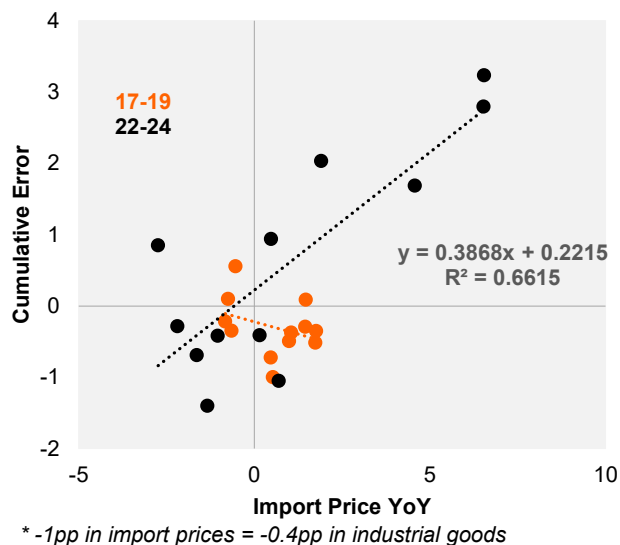 4
3
2
1
0
-1
-2
Cumulative Error
17-19
22-24
y = 0.3868x + 0.2215
R² = 0.6615
-5
0
5
10
Import Price YoY
* -1pp in import prices = -0.4pp in industrial goods